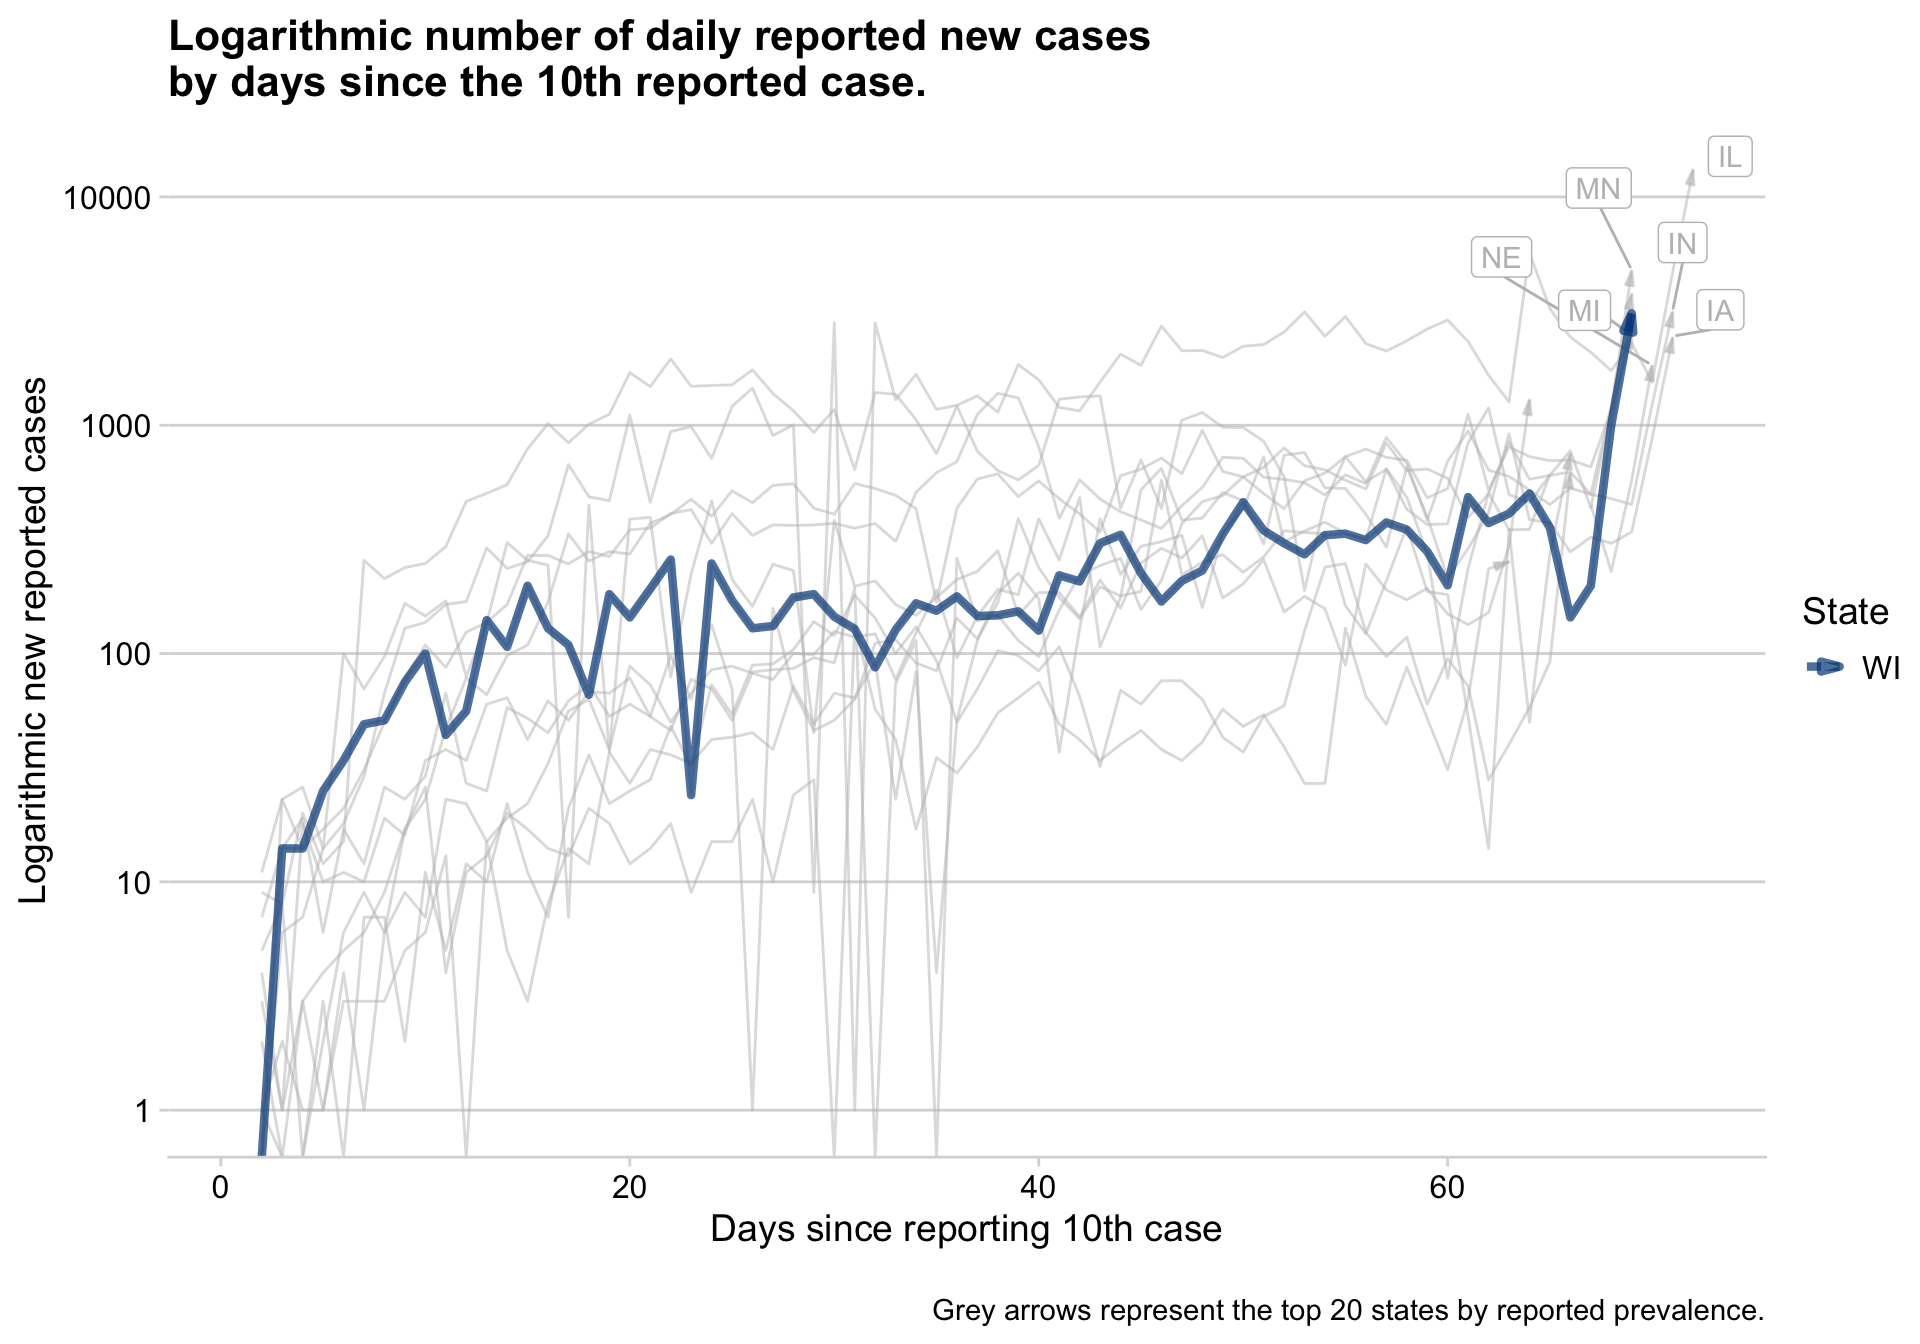 Logarithmic number of daily reported new cases
by days since the 10th reported case.
Logarithmic new reported cases
10000
1000
100
10
1
IL
MN
IN
NE
MI
IA
State
WI
0
20
40
60
Days since reporting 10th case
Grey arrows represent the top 20 states by reported prevalence.